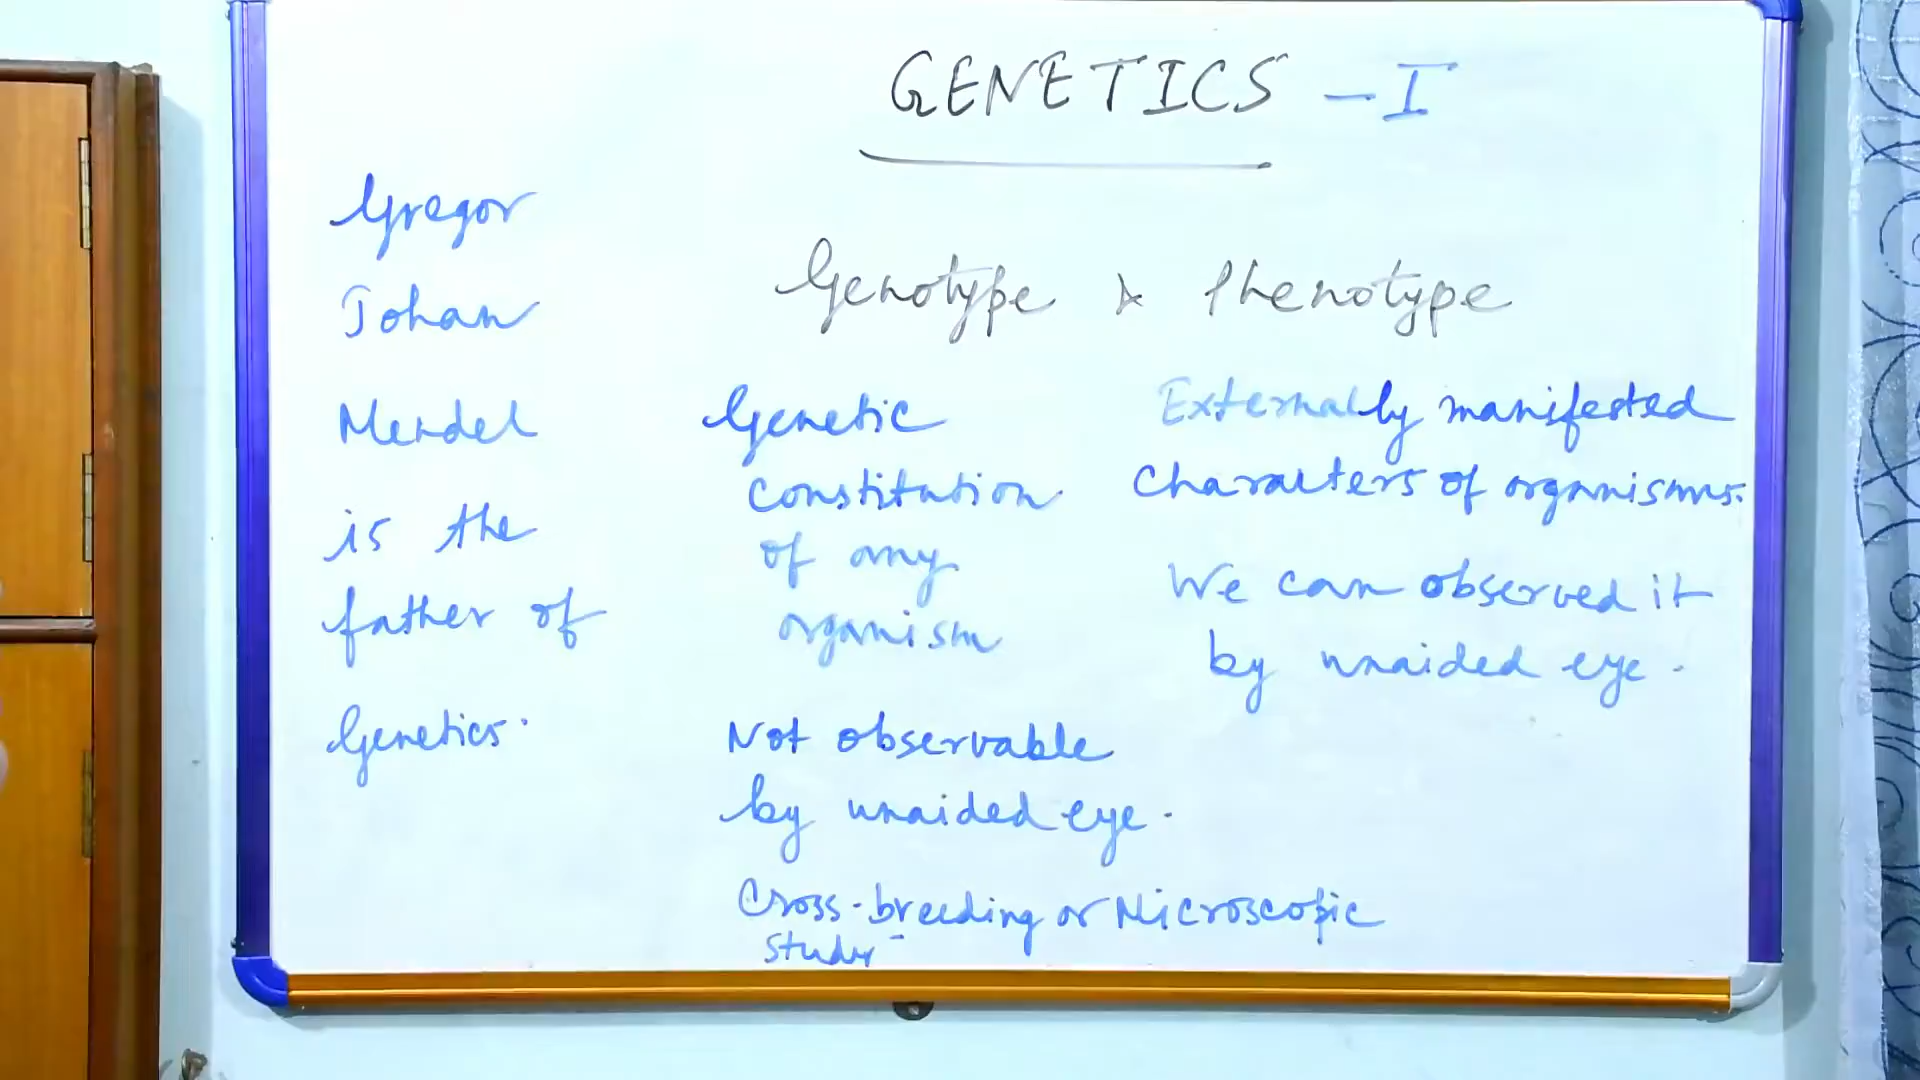 GENETICS - I
Gregor
Johan
Mendel
is the
father of
Genetics.
Genotype & Phenotype
Genetic
constitution
of any
organism
Not observable
by unaided eye.
Cross-breeding or Microscopic
study
Externally manifested
characters of organisms.
We can observed it
by unaided eye.